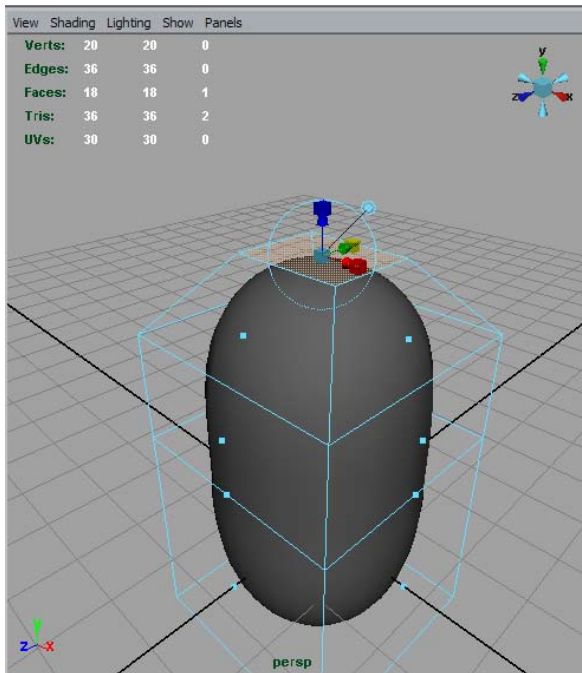 View Shading Lighting Show Panels
Verts: 20 20 0
Edges: 36 36 0
Faces: 18 18 1
Tris: 36 36 2
UVs: 30 30 0
y
z x
Y
Z X
persp